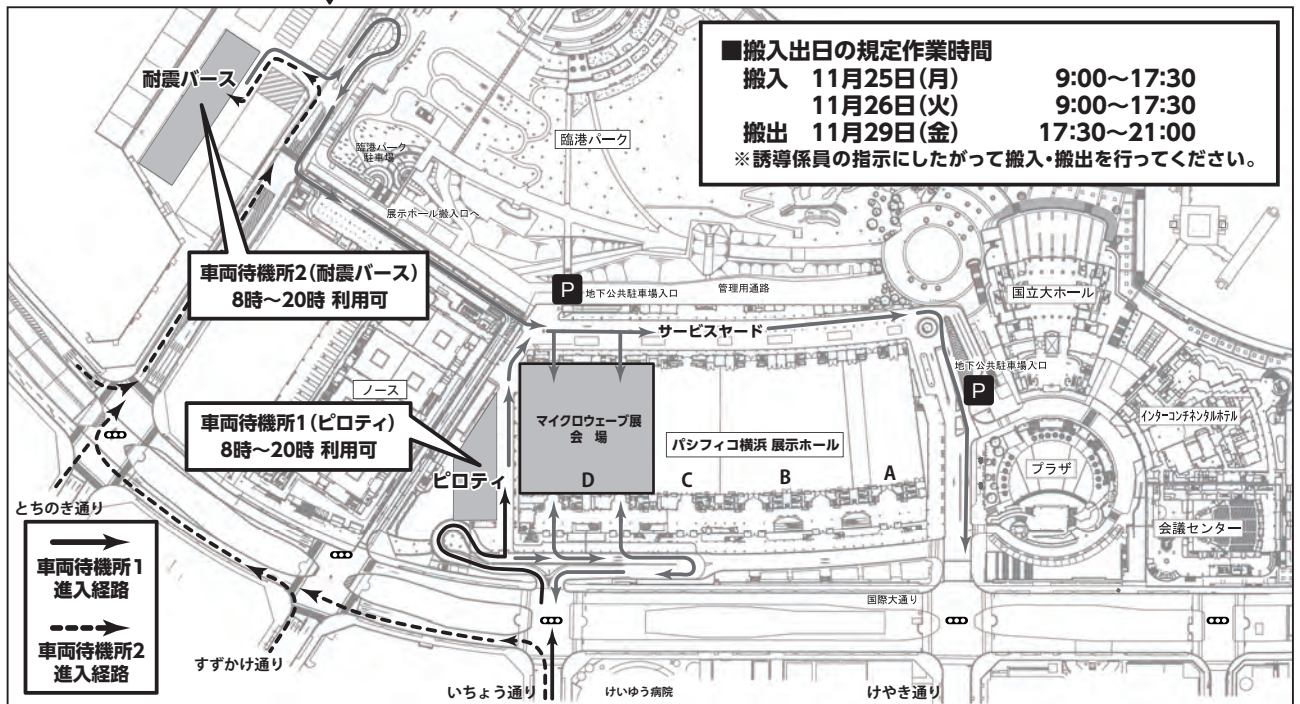 ■搬入出日の規定作業時間
搬入 11月25日(月) 9:00〜17:30
11月26日(火) 9:00〜17:30
搬出 11月29日(金) 17:30〜21:00
※誘導係員の指示にしたがって搬入・搬出を行ってください。
耐震バース
臨港パーク
臨港パーク
駐車場
展示ホール搬入口へ
車両待機所2(耐震バース)
8時〜20時 利用可
P
地下公共駐車場入口
管理用通路
国立大ホール
サービスヤード
地下公共駐車場入口
P
ノース
車両待機所1(ピロティ)
8時〜20時 利用可
マイクロウェーブ展
会 場
パシフィコ横浜 展示ホール
インターコンチネンタルホテル
プラザ
ピロティ
D
C
B
A
とちのき通り
会議センター
車両待機所1
進入経路
車両待機所2
進入経路
国際大通り
すずかけ通り
いちょう通り
けいゆう病院
けやき通り